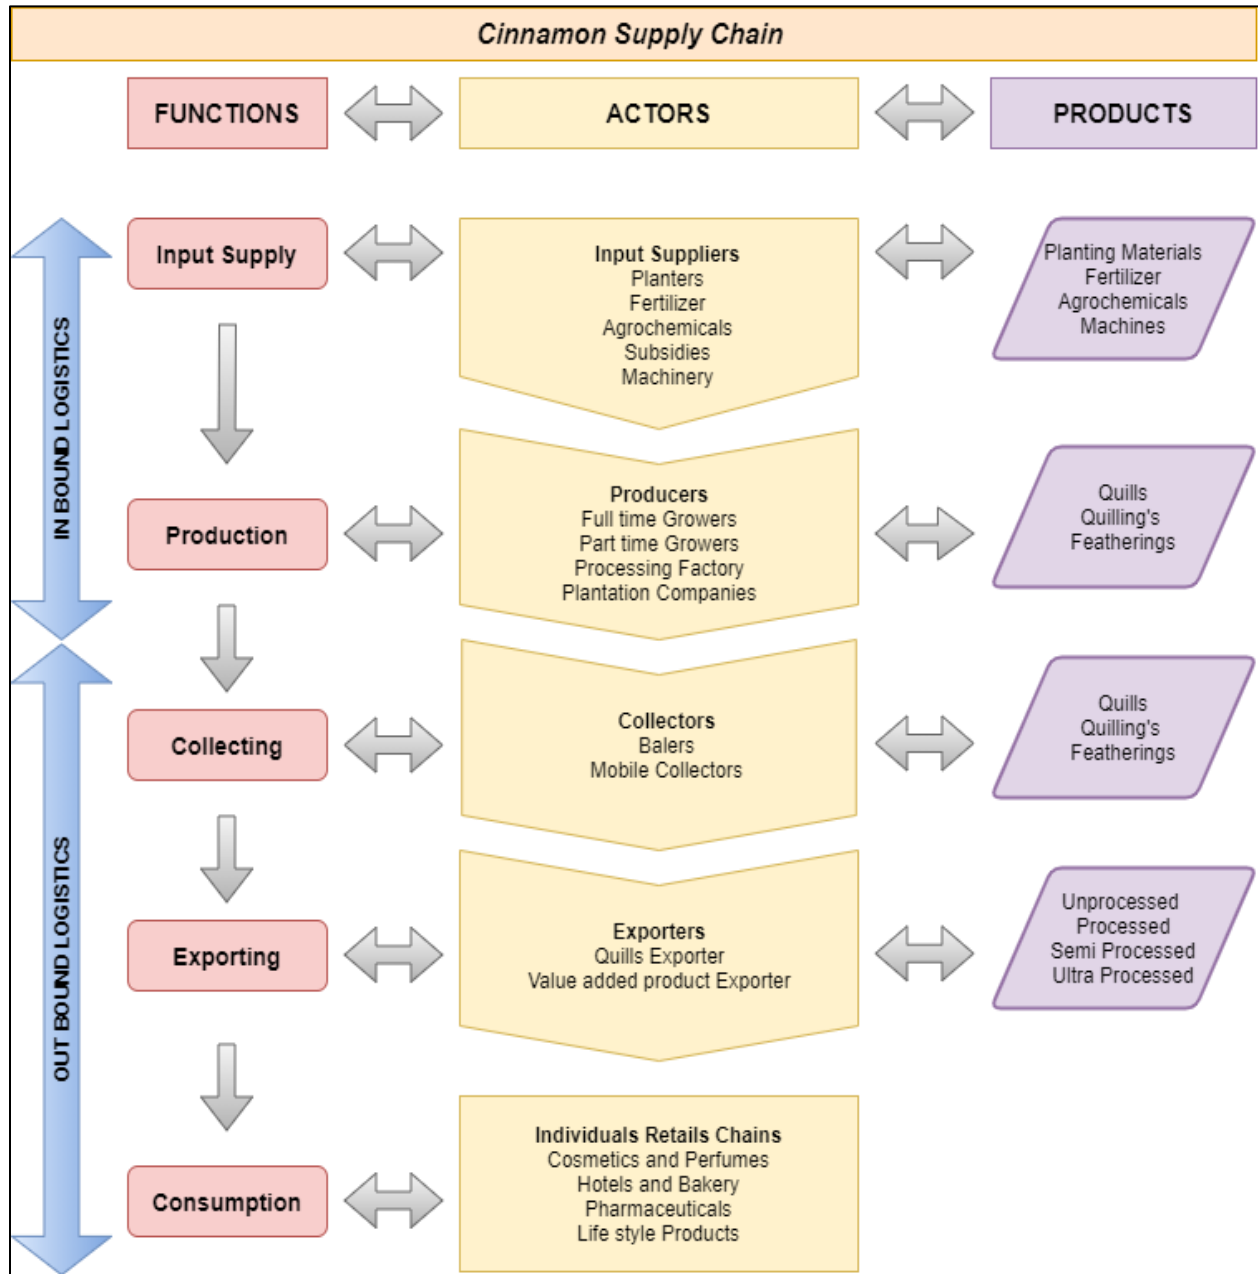 Cinnamon Supply Chain
FUNCTIONS
ACTORS
PRODUCTS
IN BOUND LOGISTICS
Input Supply
Input Suppliers
Planters
Fertilizer
Agrochemicals
Subsidies
Machinery
Planting Materials
Fertilizer
Agrochemicals
Machines
Production
Producers
Full time Growers
Part time Growers
Processing Factory
Plantation Companies
Quills
Quilling's
Featherings
OUT BOUND LOGISTICS
Collecting
Collectors
Balers
Mobile Collectors
Quills
Quilling's
Featherings
Exporting
Exporters
Quills Exporter
Value added product Exporter
Unprocessed
Processed
Semi Processed
Ultra Processed
Consumption
Individuals Retails Chains
Cosmetics and Perfumes
Hotels and Bakery
Pharmaceuticals
Life style Products